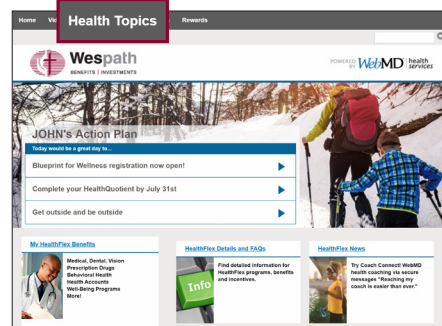 Home
Health Topics
Rewards
Wespath
BENEFITS | INVESTMENTS
POWERED BY WebMD health services
JOHN's Action Plan
Today would be a great day to...
Blueprint for Wellness registration now open!
Complete your HealthQuotient by July 31st
Get outside and be outside
My HealthFlex Benefits
Medical, Dental, Vision
Prescription Drugs
Behavioral Health
Health Accounts
Well-Being Programs
More!
HealthFlex Details and FAQs
Info
Find detailed information for
HealthFlex programs, benefits
and incentives.
HealthFlex News
Try Coach Connect! WebMD
health coaching via secure
messages "Reaching my
coach is easier than ever."